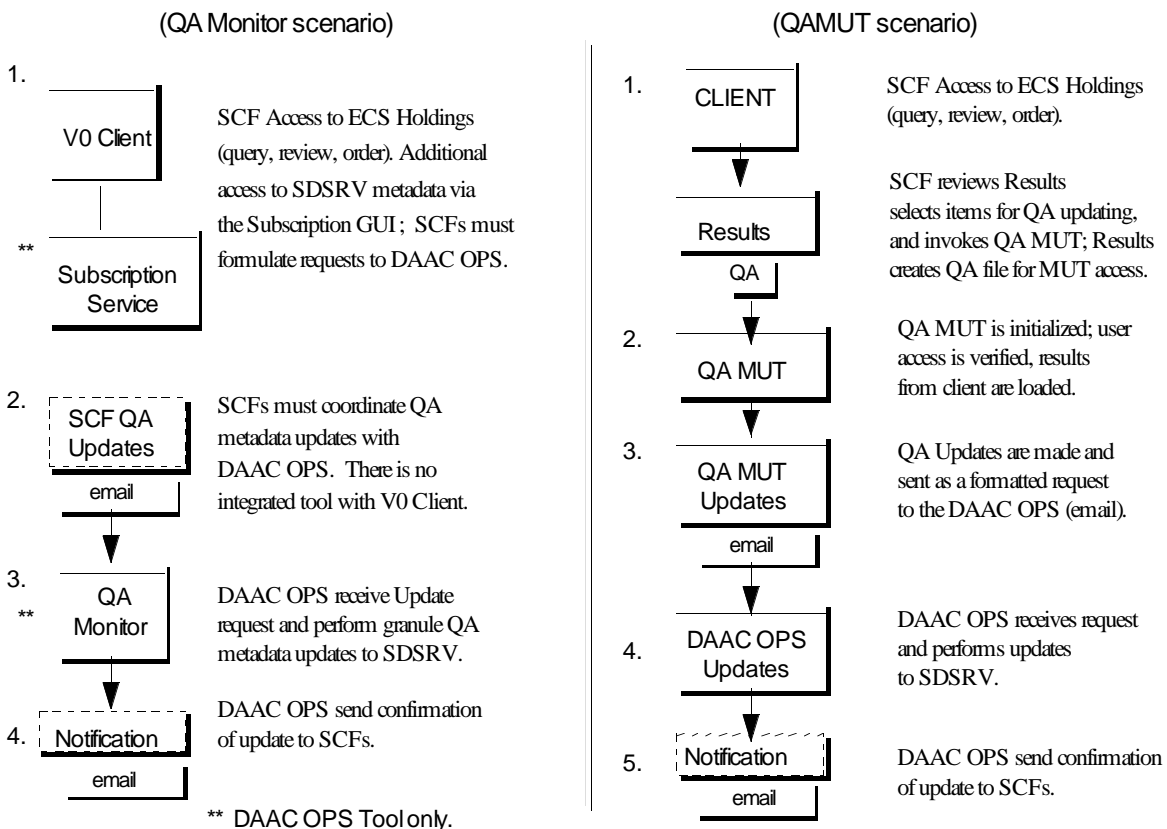 (QA Monitor scenario)
1.
V0 Client
SCF Access to ECS Holdings
(query, review, order). Additional
access to SDSRV metadata via
the Subscription GUI ; SCFs must
formulate requests to DAAC OPS.
**
Subscription
Service
2.
SCF QA
Updates
email
SCFs must coordinate QA
metadata updates with
DAAC OPS. There is no
integrated tool with V0 Client.
3.
**
QA
Monitor
DAAC OPS receive Update
request and perform granule QA
metadata updates to SDSRV.
4.
Notification
email
DAAC OPS send confirmation
of update to SCFs.
** DAAC OPS Tool only.
(QAMUT scenario)
1.
CLIENT
SCF Access to ECS Holdings
(query, review, order).
Results
QA
SCF reviews Results
selects items for QA updating,
and invokes QA MUT; Results
creates QA file for MUT access.
2.
QA MUT
QA MUT is initialized; user
access is verified, results
from client are loaded.
3.
QA MUT
Updates
email
QA Updates are made and
sent as a formatted request
to the DAAC OPS (email).
4.
DAAC OPS
Updates
DAAC OPS receives request
and performs updates
to SDSRV.
5.
Notification
email
DAAC OPS send confirmation
of update to SCFs.